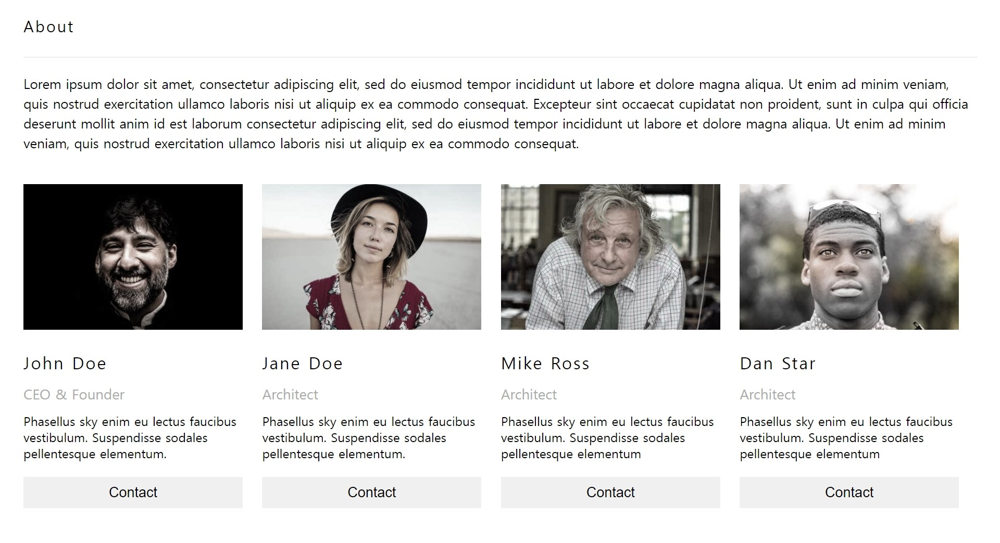 About
Lorem ipsum dolor sit amet, consectetur adipiscing elit, sed do eiusmod tempor incididunt ut labore et dolore magna aliqua. Ut enim ad minim veniam,
quis nostrud exercitation ullamco laboris nisi ut aliquip ex ea commodo consequat. Excepteur sint occaecat cupidatat non proident, sunt in culpa qui officia
deserunt mollit anim id est laborum consectetur adipiscing elit, sed do eiusmod tempor incididunt ut labore et dolore magna aliqua. Ut enim ad minim
veniam, quis nostrud exercitation ullamco laboris nisi ut aliquip ex ea commodo consequat.
John Doe
CEO & Founder
Phasellus sky enim eu lectus faucibus
vestibulum. Suspendisse sodales
pellentesque elementum.
Contact
Jane Doe
Architect
Phasellus sky enim eu lectus faucibus
vestibulum. Suspendisse sodales
pellentesque elementum.
Contact
Mike Ross
Architect
Phasellus sky enim eu lectus faucibus
vestibulum. Suspendisse sodales
pellentesque elementum
Contact
Dan Star
Architect
Phasellus sky enim eu lectus faucibus
vestibulum. Suspendisse sodales
pellentesque elementum
Contact